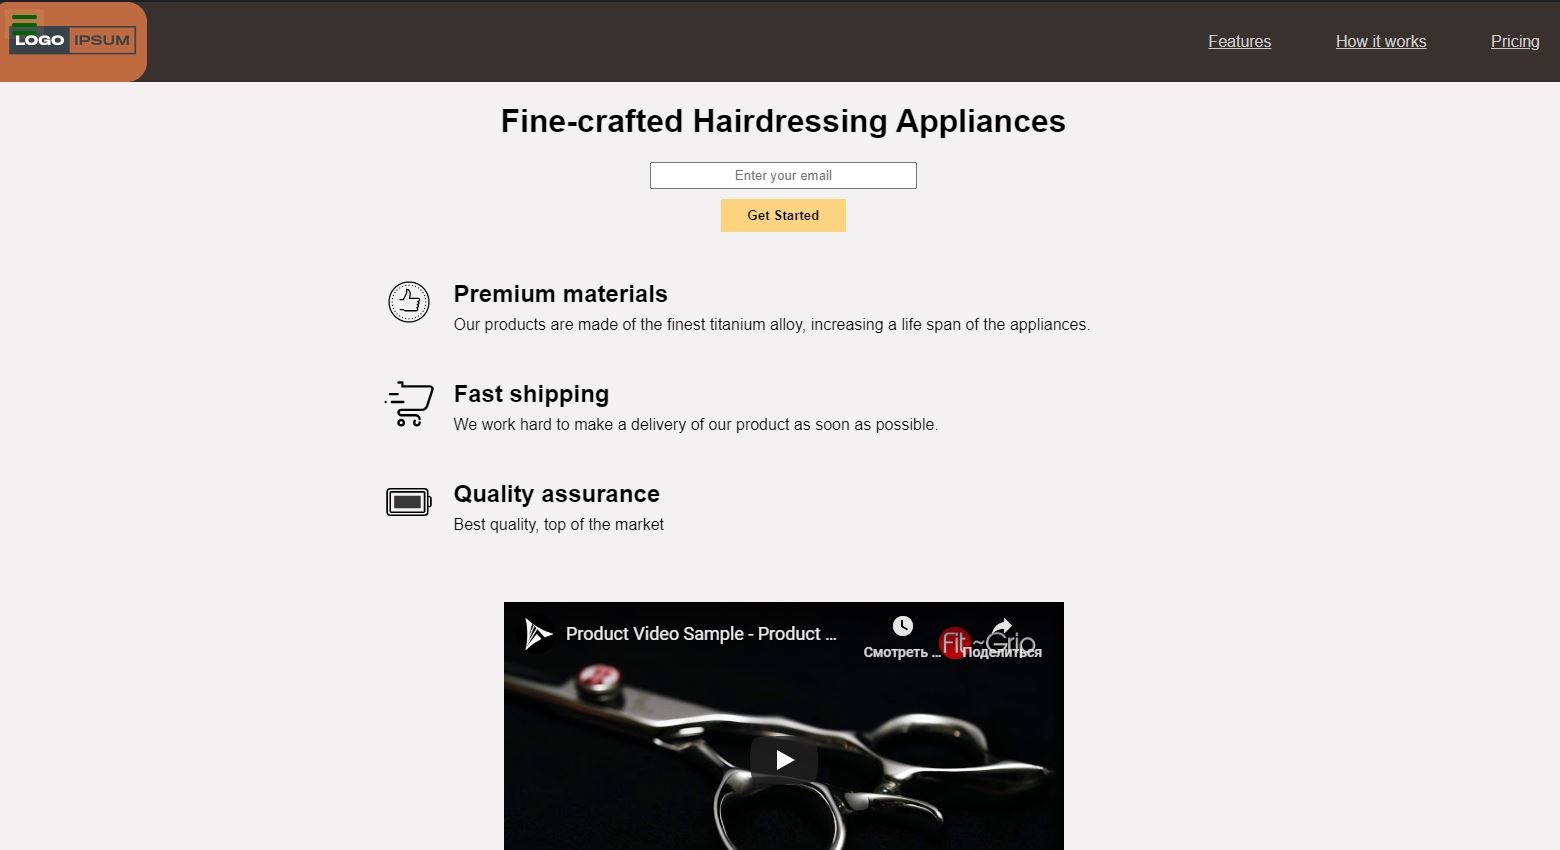 LOGO IPSUM
Features
How it works
Pricing
Fine-crafted Hairdressing Appliances
Enter your email
Get Started
Premium materials
Our products are made of the finest titanium alloy, increasing a life span of the appliances.
Fast shipping
We work hard to make a delivery of our product as soon as possible.
Quality assurance
Best quality, top of the market
Product Video Sample - Product ...
Смотреть ...
Поделиться
Fit~Grip